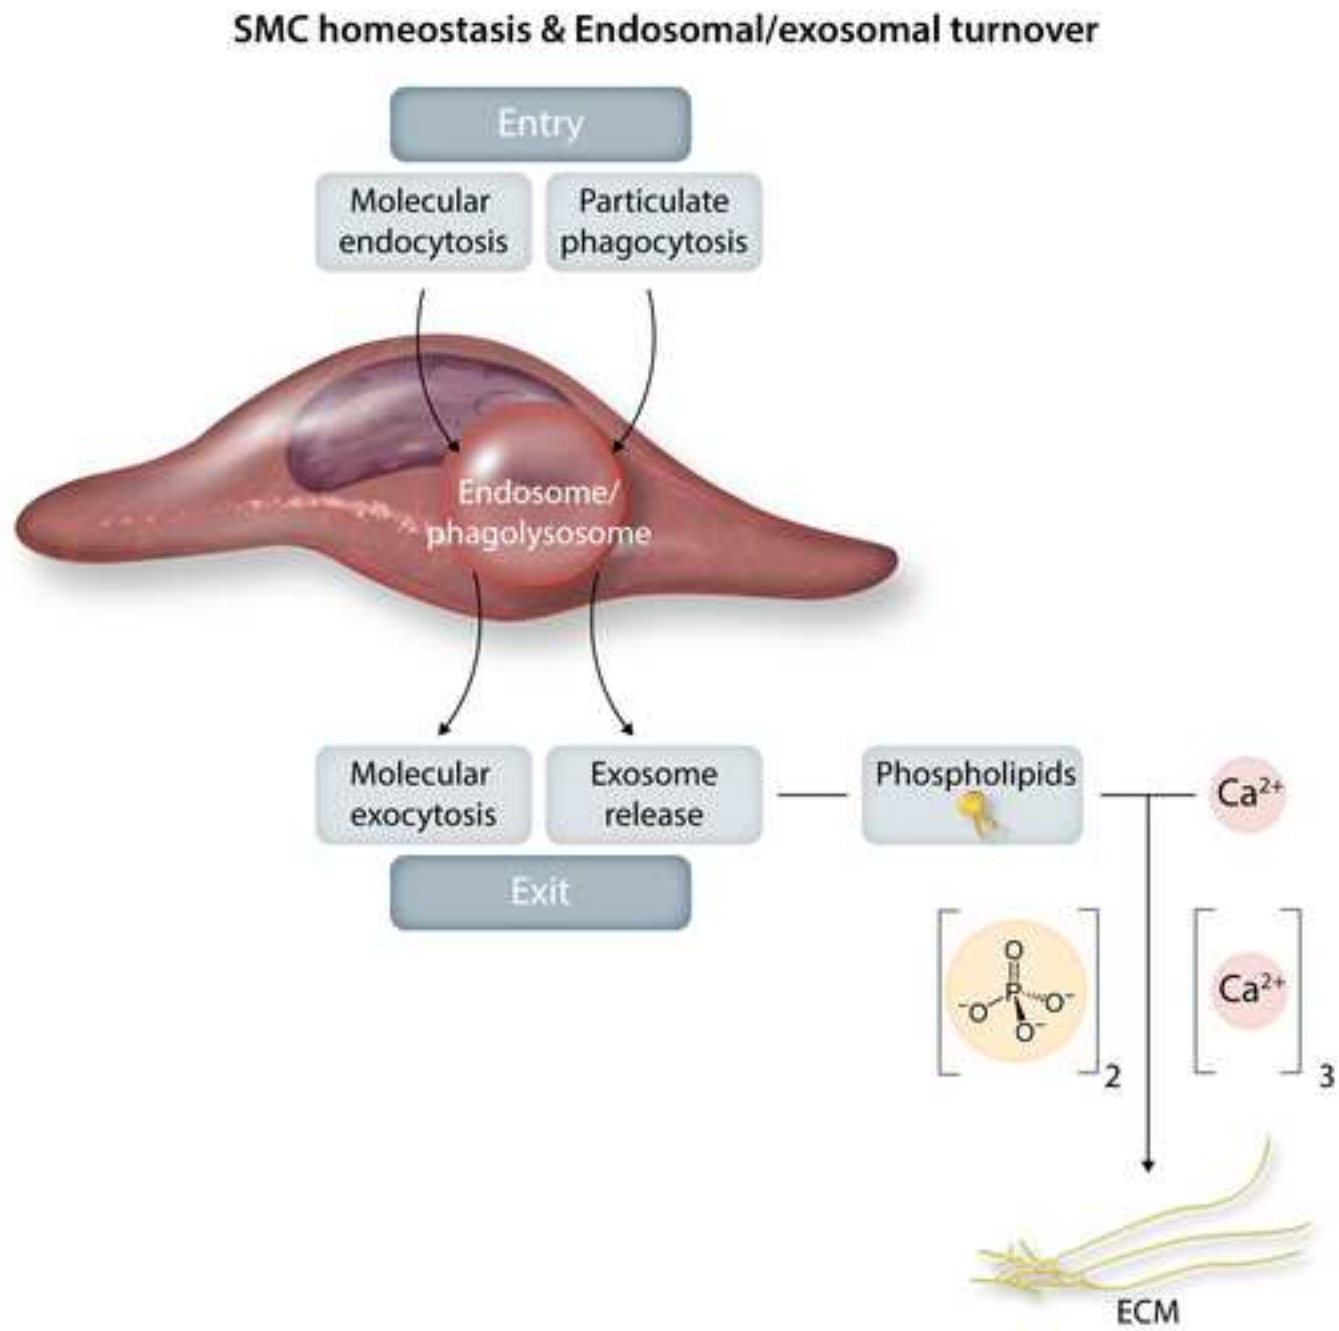 SMC homeostasis & Endosomal/exosomal turnover
Entry
Molecular
endocytosis
Particulate
phagocytosis
Endosome/
phagolysosome
Molecular
exocytosis
Exosome
release
Exit
Phospholipids
Ca²⁺
O
P
⁻O
O⁻
O⁻
2
Ca²⁺
3
ECM